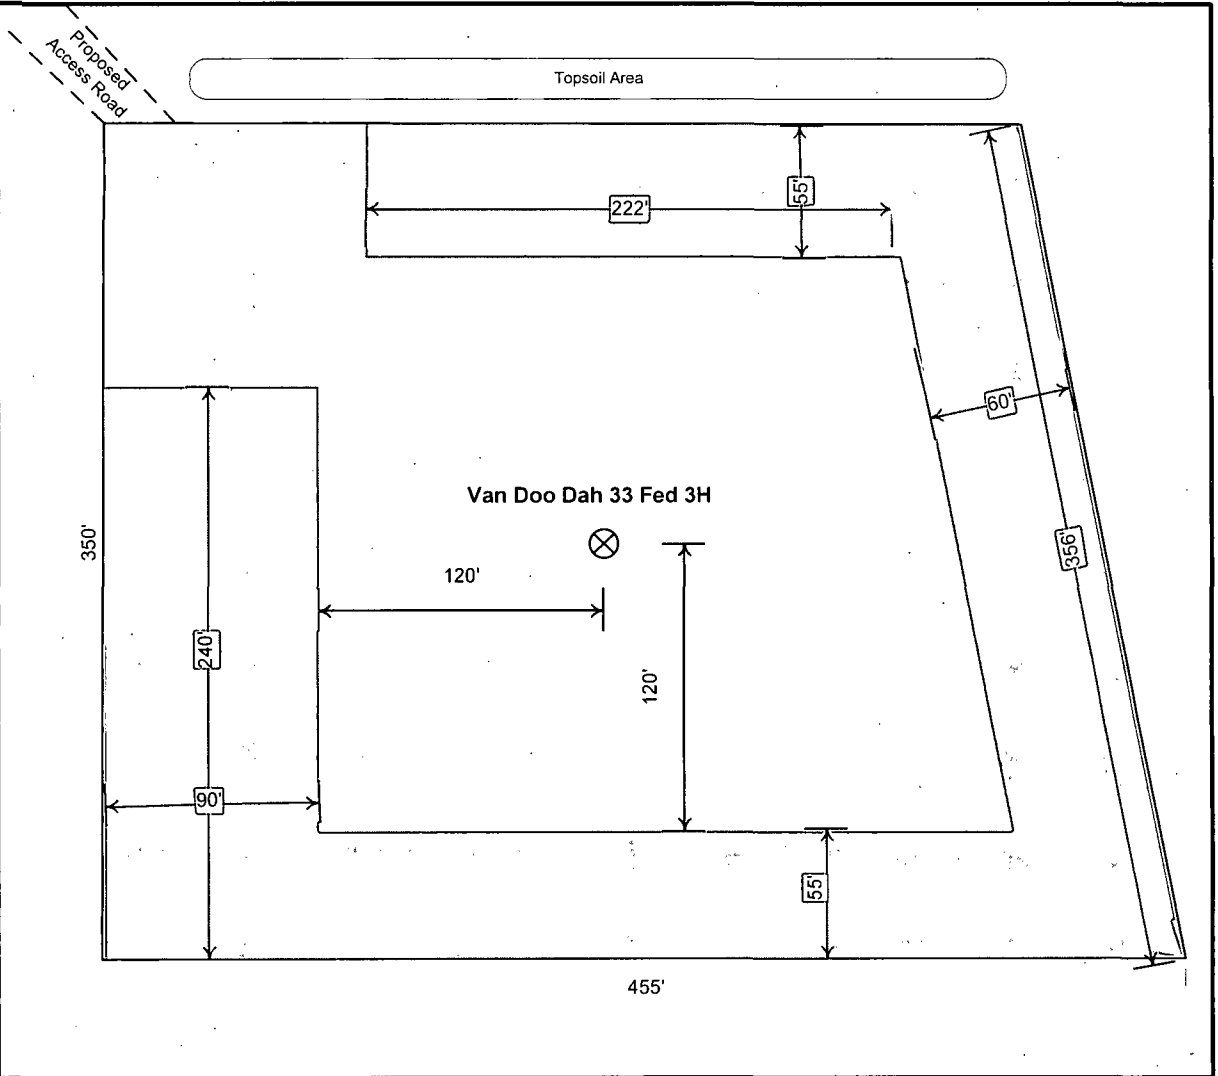 Proposed
Access Road
Topsoil Area
55'
222'
60'
Van Doo Dah 33 Fed 3H
350'
356'
120'
240'
120'
90'
55'
455'